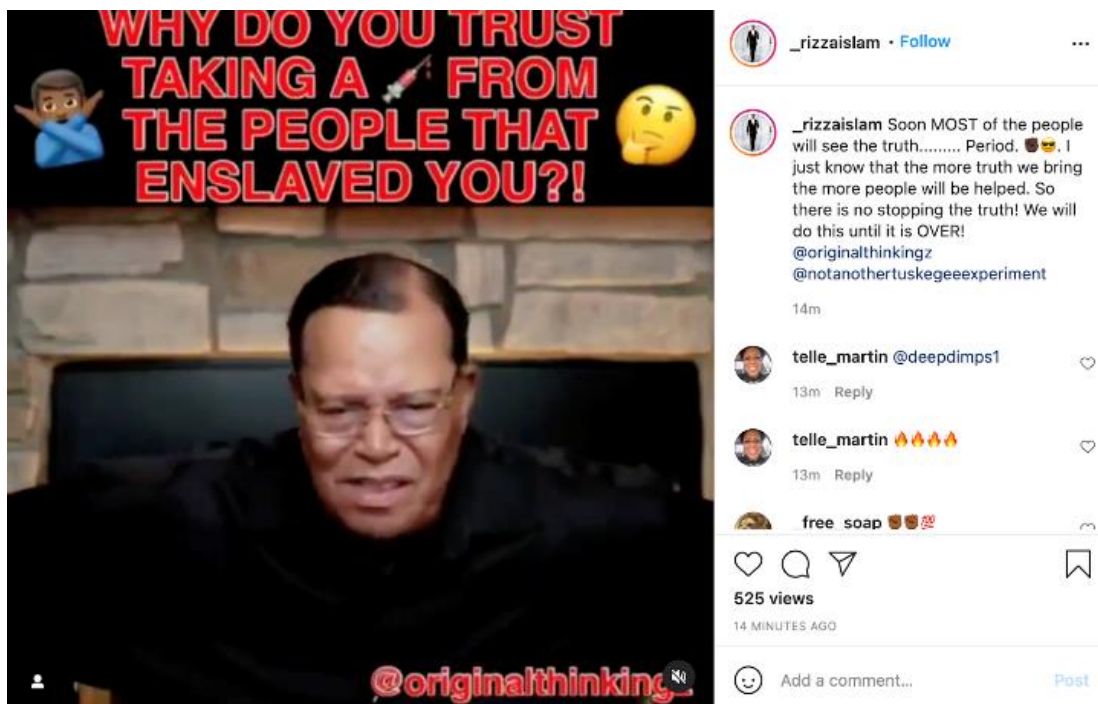 WHY DO YOU TRUST
TAKING A 💉 FROM
THE PEOPLE THAT
ENSLAVED YOU?!
@originalthinking
_rizzaislam • Follow
_rizzaislam Soon MOST of the people
will see the truth......... Period. ✊🏿😎. I
just know that the more truth we bring
the more people will be helped. So
there is no stopping the truth! We will
do this until it is OVER!
@originalthinkingz
@notanothertuskegeeexperiment
14m
telle_martin @deepdimps1
13m Reply
telle_martin 🔥🔥🔥🔥
13m Reply
_free_soap ✊🏾✊🏾💯
525 views
14 MINUTES AGO
Add a comment...
Post